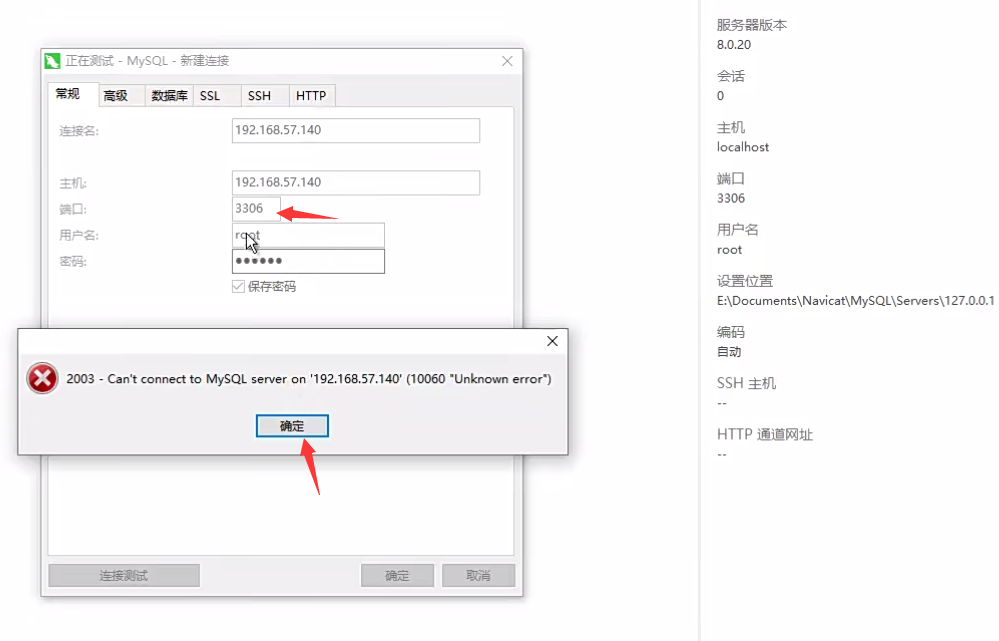 正在测试 - MySQL - 新建连接
常规 高级 数据库 SSL SSH HTTP
连接名: 192.168.57.140
主机: 192.168.57.140
端口: 3306
用户名: root
密码: ●●●●●●
保存密码
2003 - Can't connect to MySQL server on '192.168.57.140' (10060 "Unknown error")
确定
连接测试 确定 取消
服务器版本
8.0.20
会话
0
主机
localhost
端口
3306
用户名
root
设置位置
E:\Documents\Navicat\MySQL\Servers\127.0.0.1
编码
自动
SSH 主机
--
HTTP 通道网址
--